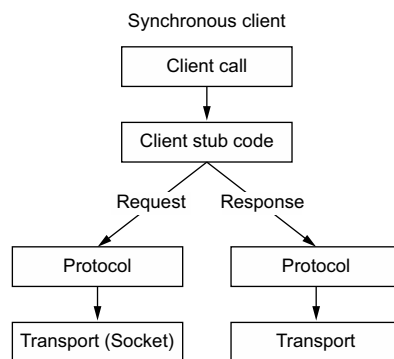 Synchronous client
Client call
Client stub code
Request
Response
Protocol
Protocol
Transport (Socket)
Transport